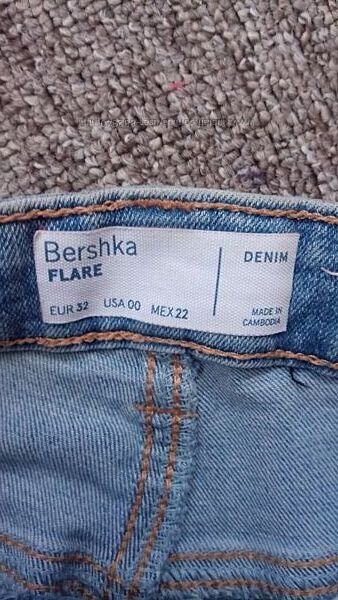 Bershka
FLARE
DENIM
EUR 32 USA 00 MEX 22
MADE IN
CAMBODIA